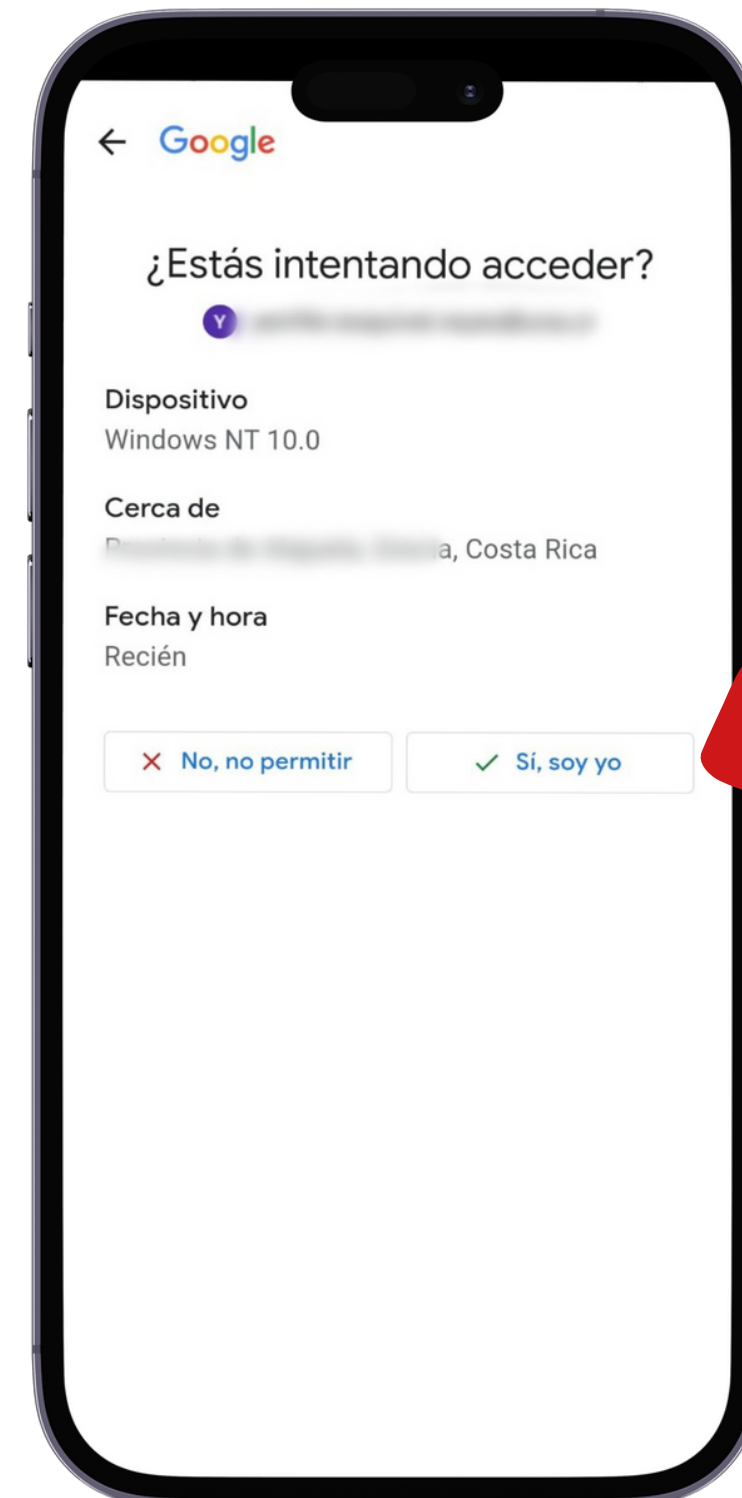 Google
¿Estás intentando acceder?
Y
Dispositivo
Windows NT 10.0
Cerca de
Costa Rica
Fecha y hora
Recién
No, no permitir
Sí, soy yo